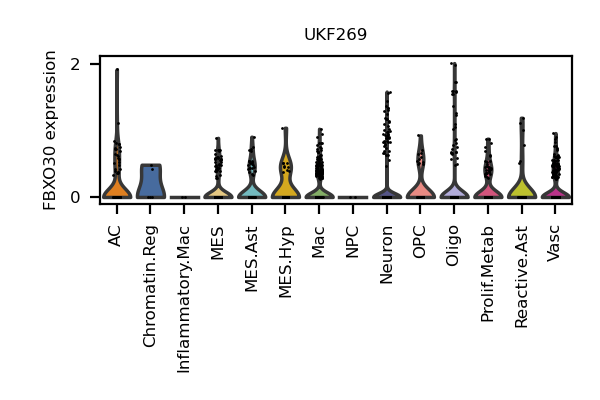 UKF269
FBXO30 expression
2
0
AC
Chromatin.Reg
Inflammatory.Mac
MES
MES.Ast
MES.Hyp
Mac
NPC
Neuron
OPC
Oligo
Prolif.Metab
Reactive.Ast
Vasc